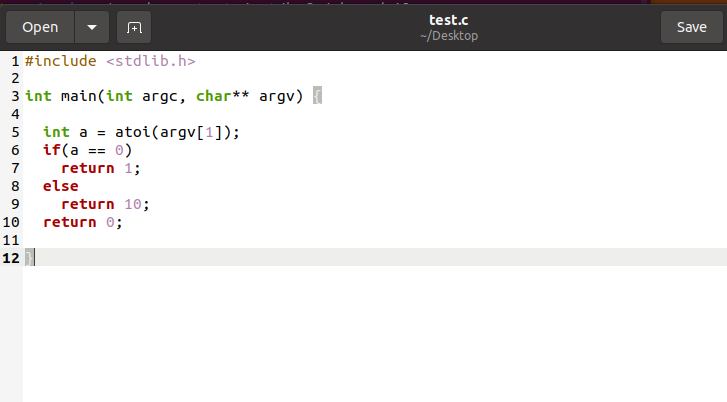 Open
test.c
~/Desktop
Save
1 #include <stdlib.h>
2
3 int main(int argc, char** argv) {
4
5   int a = atoi(argv[1]);
6   if(a == 0)
7     return 1;
8   else
9     return 10;
10   return 0;
11
12 }